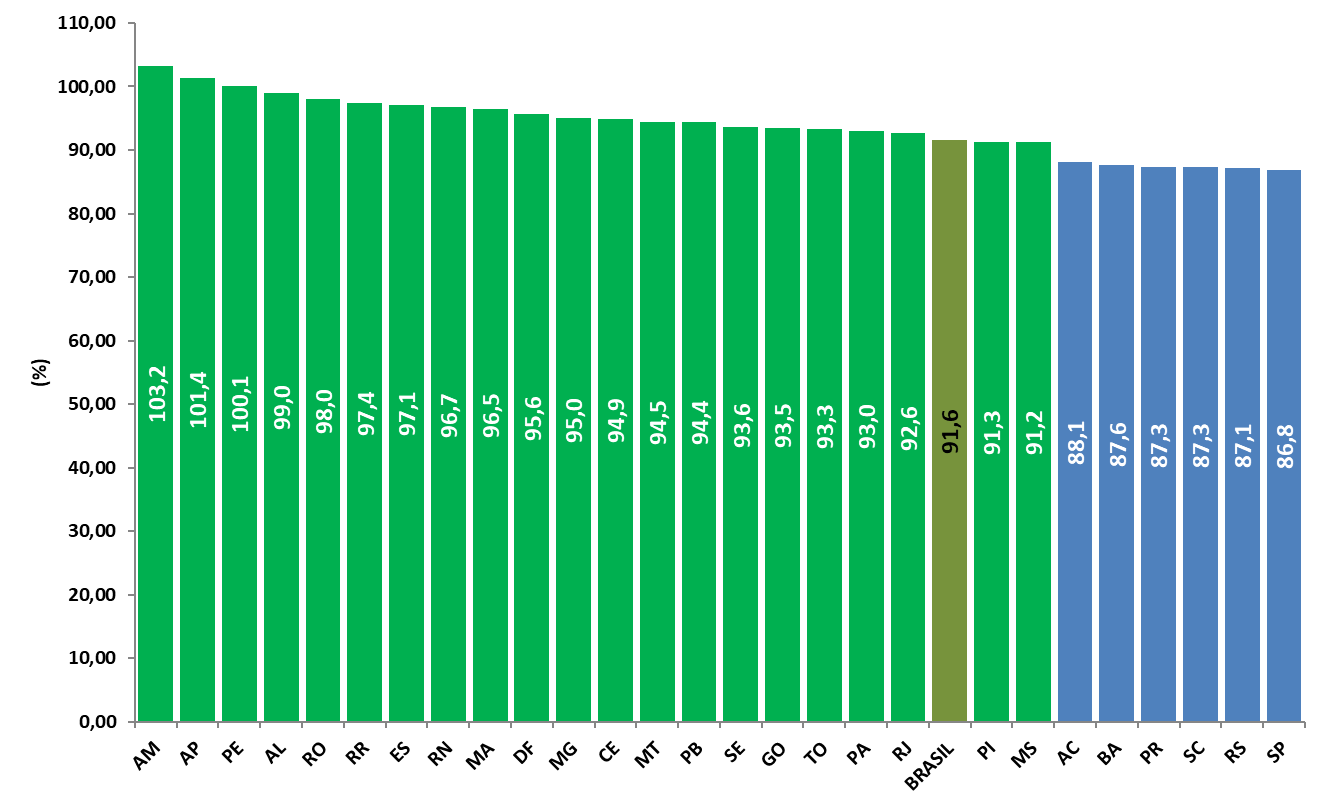 110,00
100,00
90,00
80,00
70,00
60,00
50,00
40,00
30,00
20,00
10,00
0,00
(%)
103,2
101,4
100,1
99,0
98,0
97,4
97,1
96,7
96,5
95,6
95,0
94,9
94,5
94,4
93,6
93,5
93,3
93,0
92,6
91,6
91,3
91,2
88,1
87,6
87,3
87,3
87,1
86,8
AM
AP
PE
AL
RO
RR
ES
RN
MA
DF
MG
CE
MT
PB
SE
GO
TO
PA
RJ
BRASIL
PI
MS
AC
BA
PR
SC
RS
SP